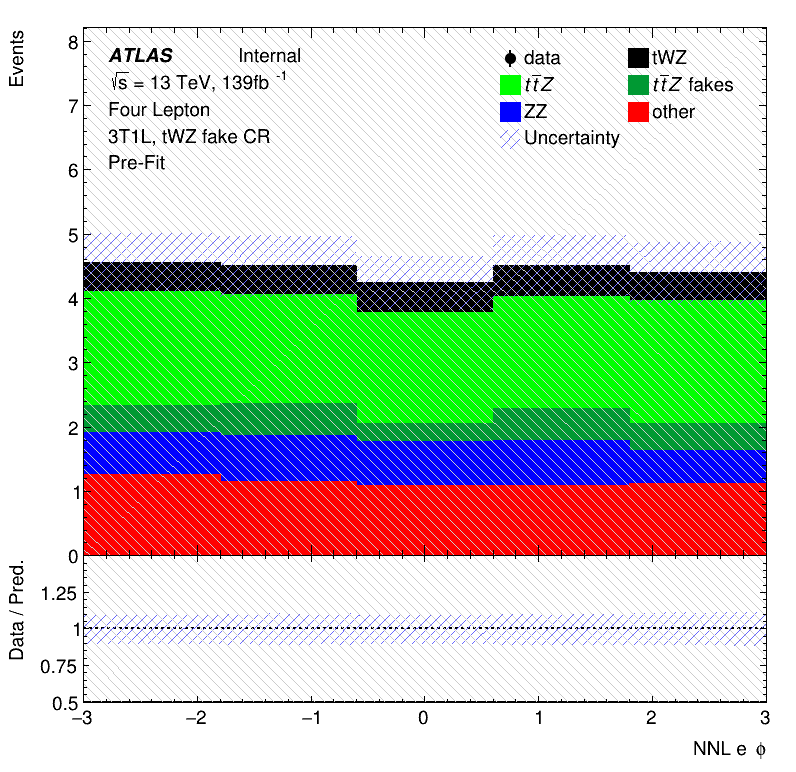 Events
ATLAS Internal
√s = 13 TeV, 139fb⁻¹
Four Lepton
3T1L, tWZ fake CR
Pre-Fit
data tWZ
tt̄Z tt̄Z fakes
ZZ other
Uncertainty
8
7
6
5
4
3
2
1
0
Data / Pred.
1.25
1
0.75
0.5
−3 −2 −1 0 1 2 3
NNL e ϕ